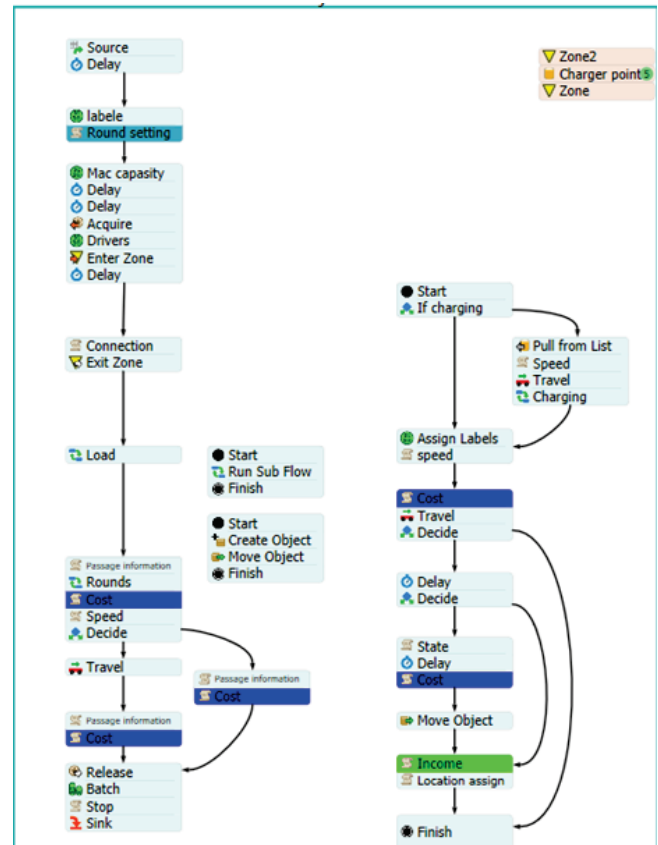 Source
Delay
labele
Round setting
Mac capasity
Delay
Delay
Acquire
Drivers
Enter Zone
Delay
Connection
Exit Zone
Load
Start
Run Sub Flow
Finish
Start
Create Object
Move Object
Finish
Passage information
Rounds
Cost
Speed
Decide
Travel
Passage information
Cost
Passage information
Cost
Release
Batch
Stop
Sink
Zone2
Charger point 5
Zone
Start
If charging
Pull from List
Speed
Travel
Charging
Assign Labels
speed
Cost
Travel
Decide
Delay
Decide
State
Delay
Cost
Move Object
Income
Location assign
Finish